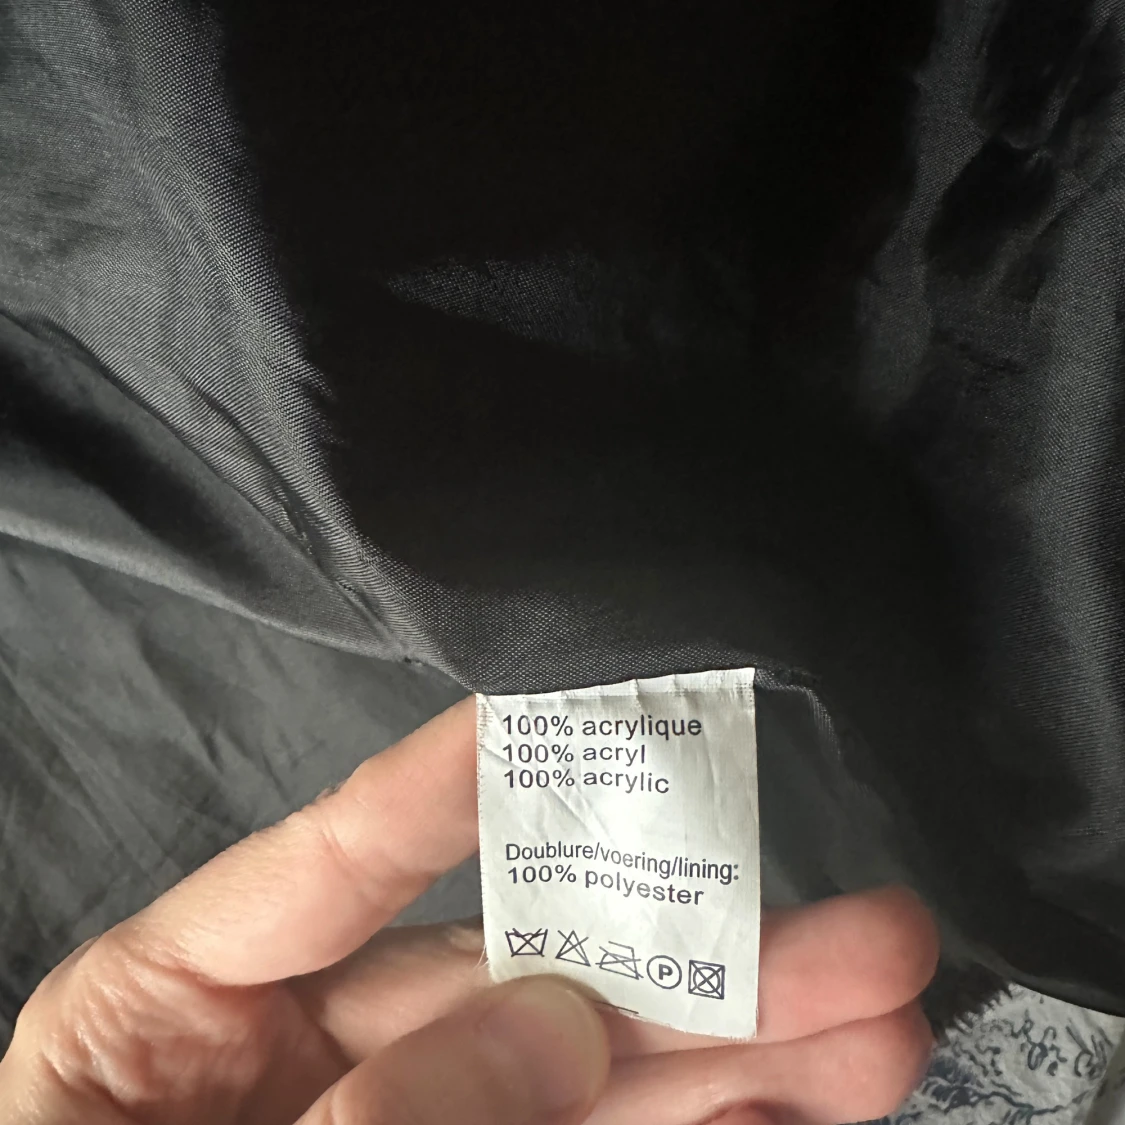 100% acrylique
100% acryl
100% acrylic
Doublure/voering/lining:
100% polyester
P